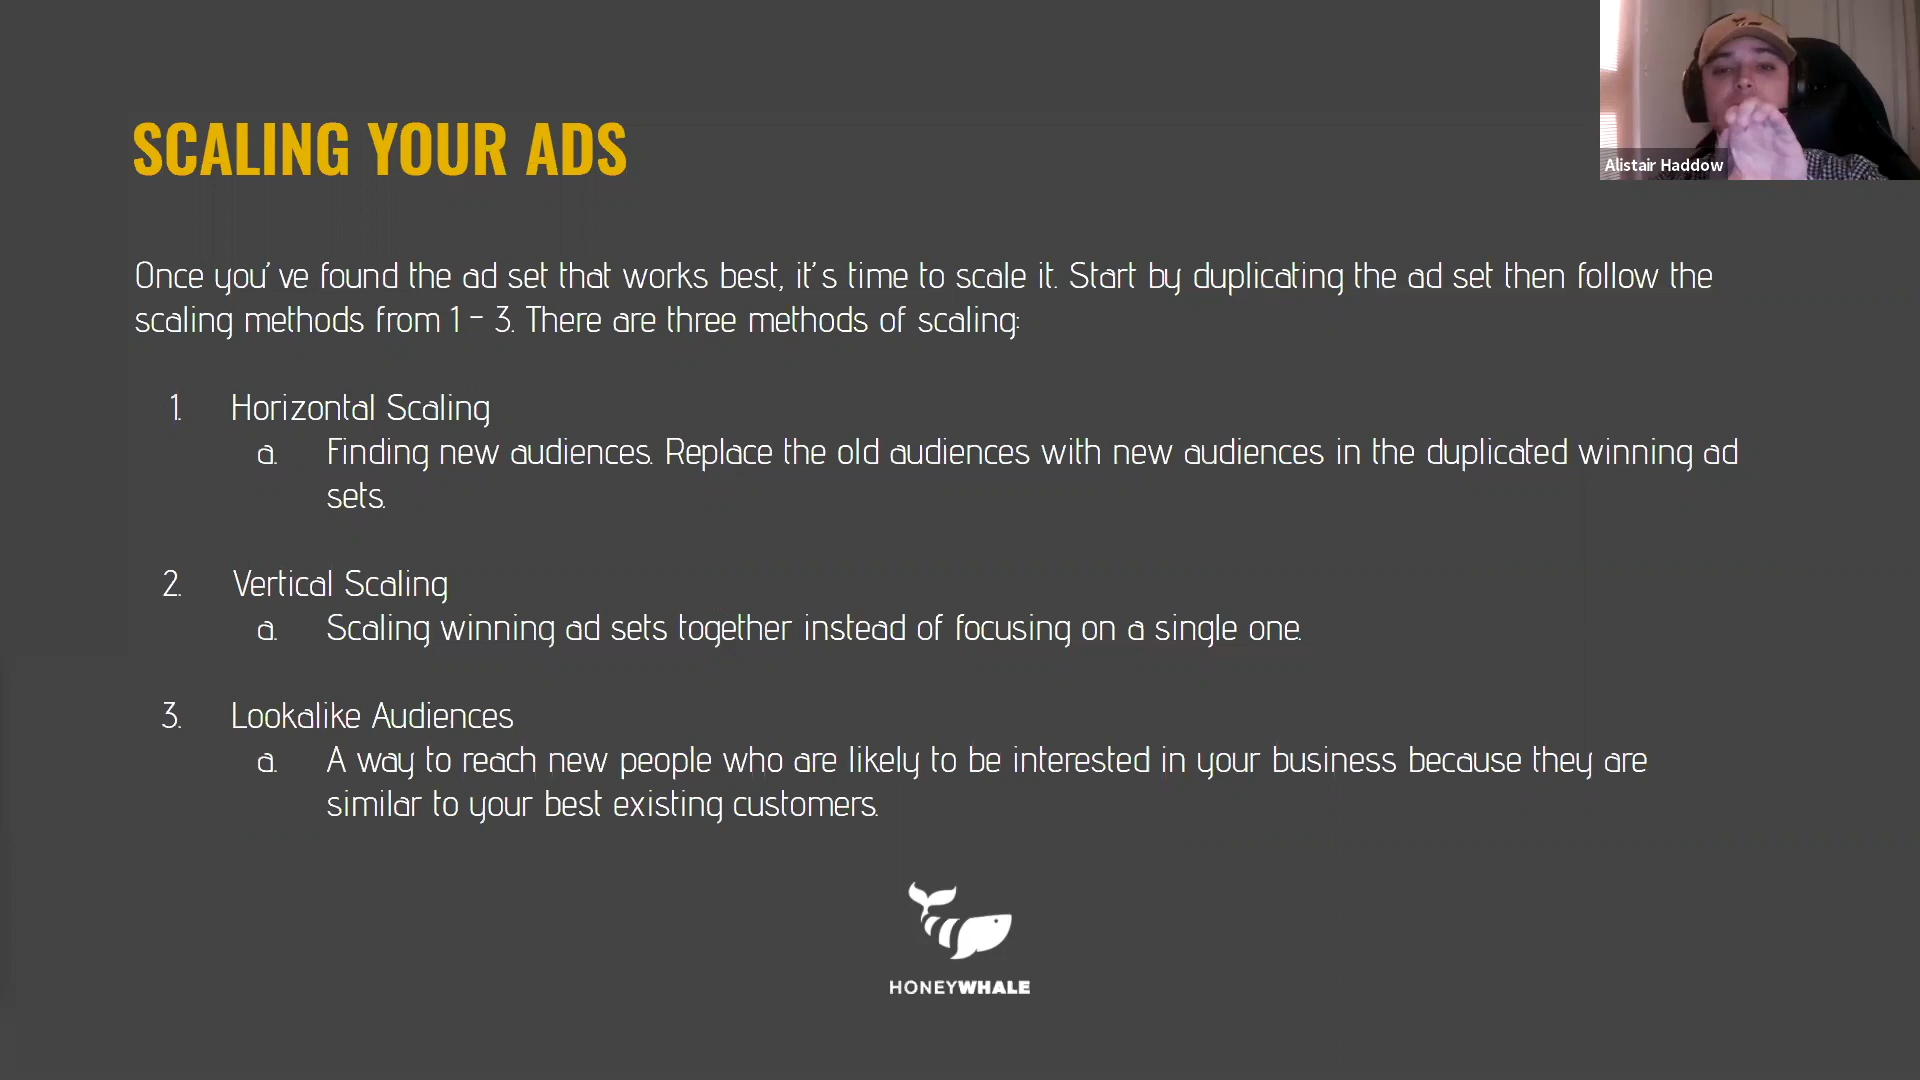 SCALING YOUR ADS
Alistair Haddow
Once you've found the ad set that works best, it's time to scale it. Start by duplicating the ad set then follow the
scaling methods from 1 - 3. There are three methods of scaling:
1. Horizontal Scaling
a. Finding new audiences. Replace the old audiences with new audiences in the duplicated winning ad
sets.
2. Vertical Scaling
a. Scaling winning ad sets together instead of focusing on a single one.
3. Lookalike Audiences
a. A way to reach new people who are likely to be interested in your business because they are
similar to your best existing customers.
HONEYWHALE